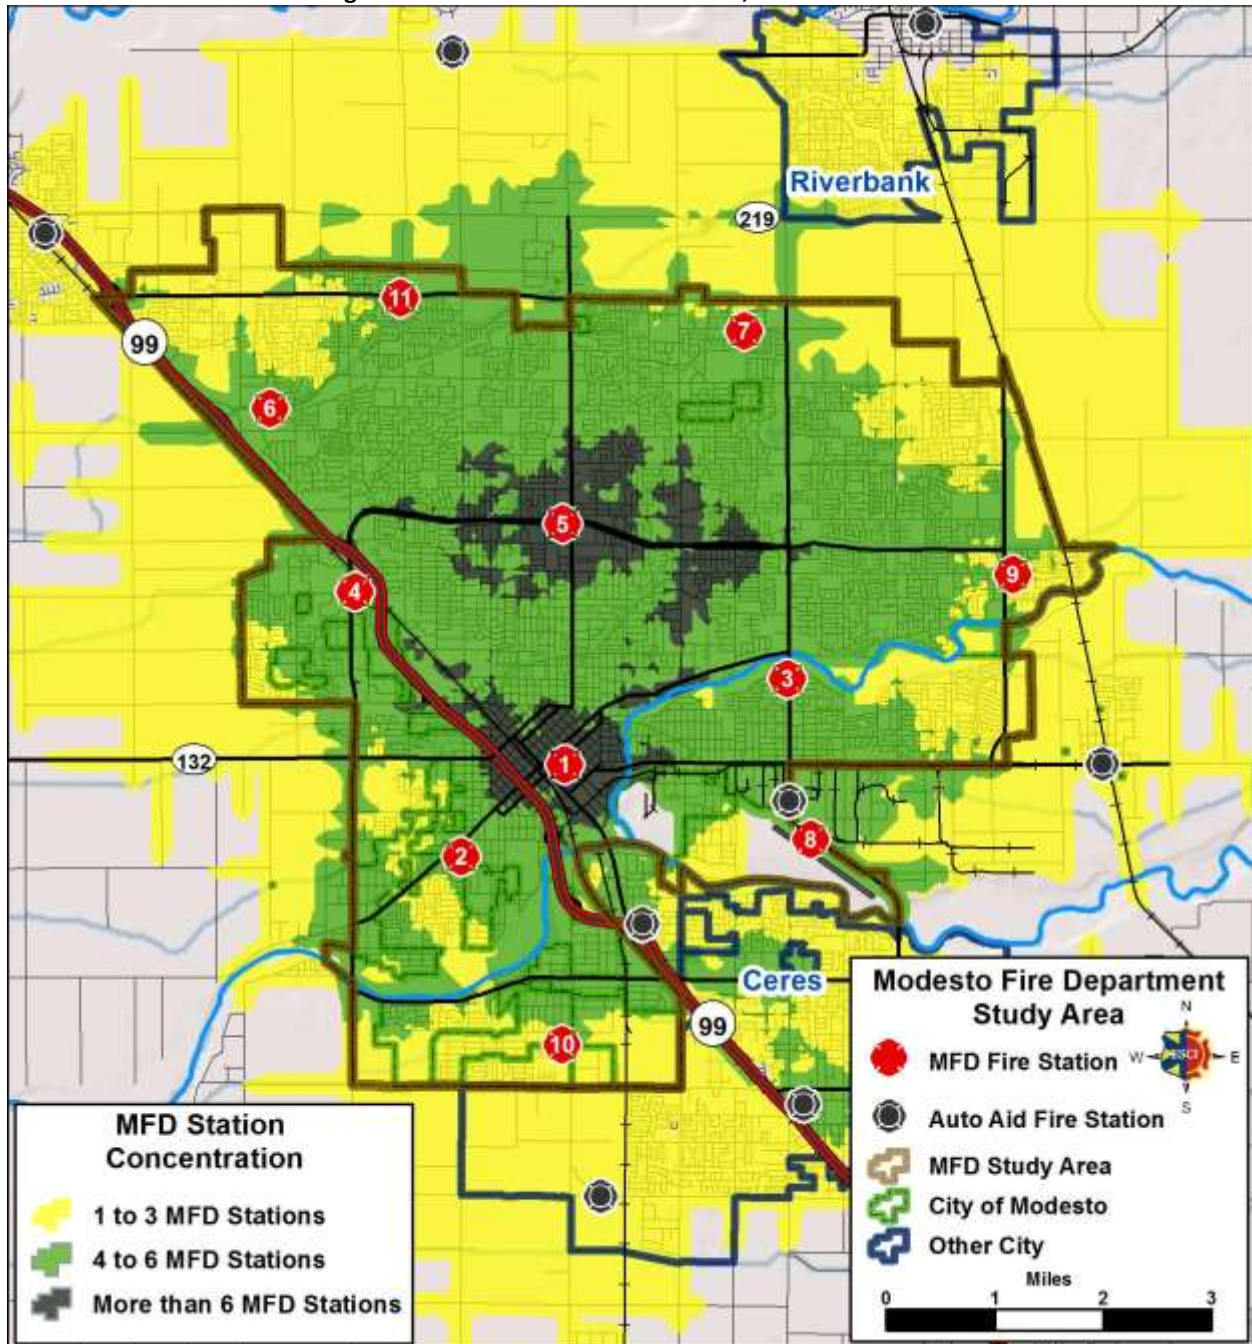 Riverbank
219
11
7
99
6
5
4
9
3
132
1
8
2
Ceres
99
10
Modesto Fire Department
Study Area
N
W
E
S
MFD Fire Station
Auto Aid Fire Station
MFD Study Area
City of Modesto
Other City
Miles
0 1 2 3
MFD Station
Concentration
1 to 3 MFD Stations
4 to 6 MFD Stations
More than 6 MFD Stations